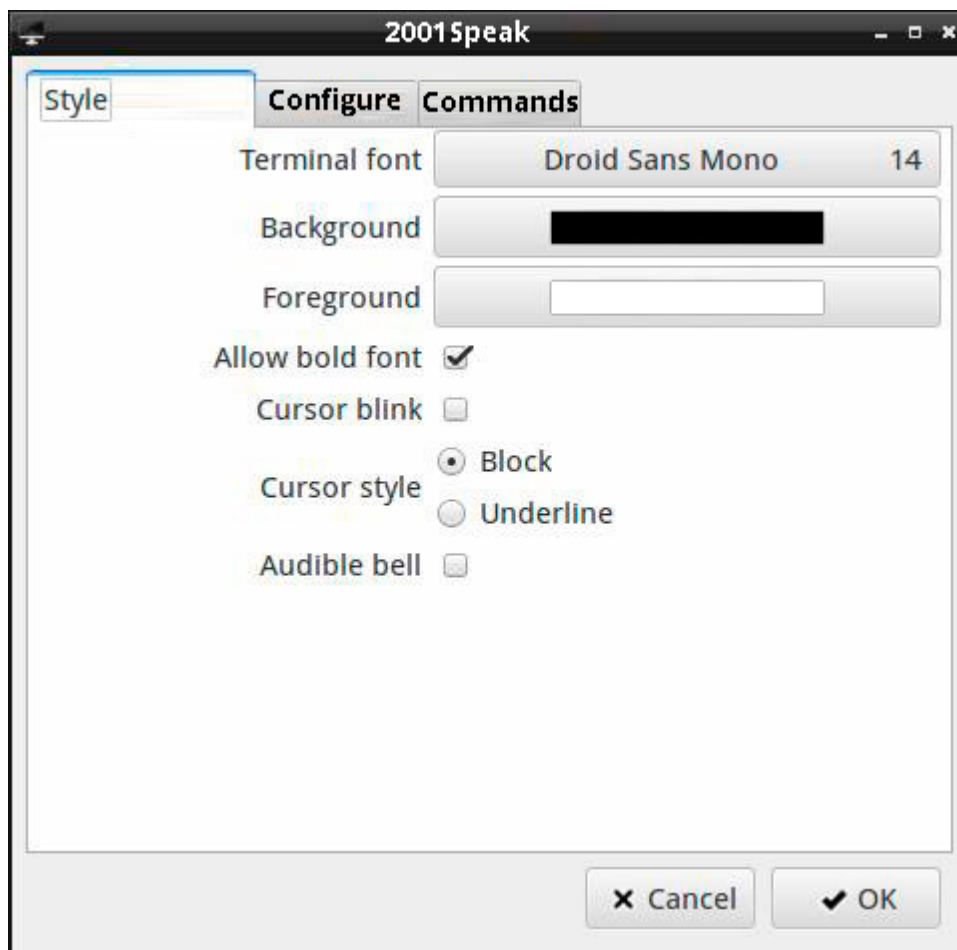 2001Speak
Style Configure Commands
Terminal font Droid Sans Mono 14
Background
Foreground
Allow bold font
Cursor blink
Cursor style Block
Underline
Audible bell
Cancel OK